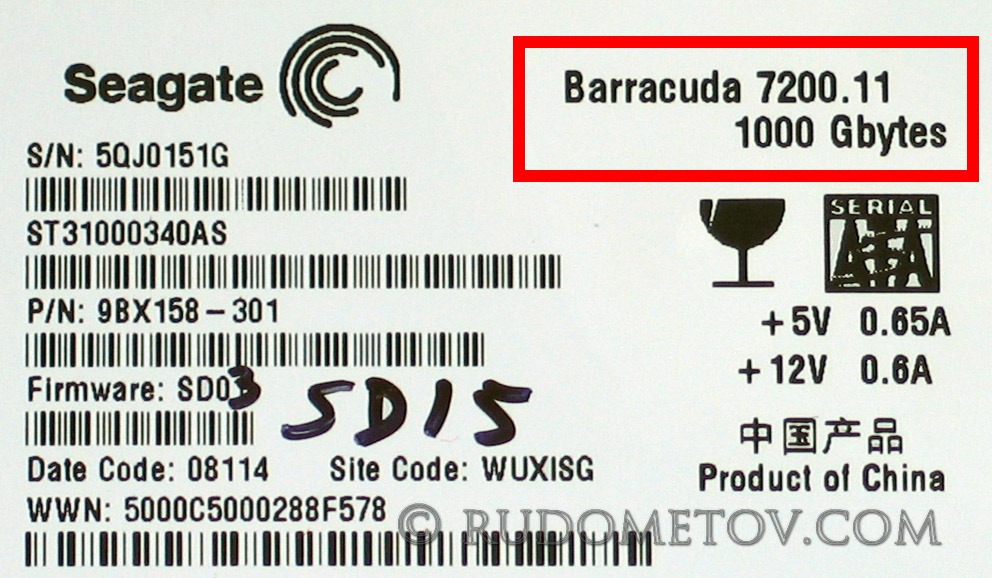 Seagate
Barracuda 7200.11
1000 Gbytes
S/N: 5QJ0151G
ST31000340AS
P/N: 9BX158-301
Firmware: SD03 SD15
Date Code: 08114 Site Code: WUXISG
WWN: 5000C5000288F578
SERIAL
ATA
+5V 0.65A
+12V 0.6A
中国产品
Product of China
© RUDOMETOV.COM